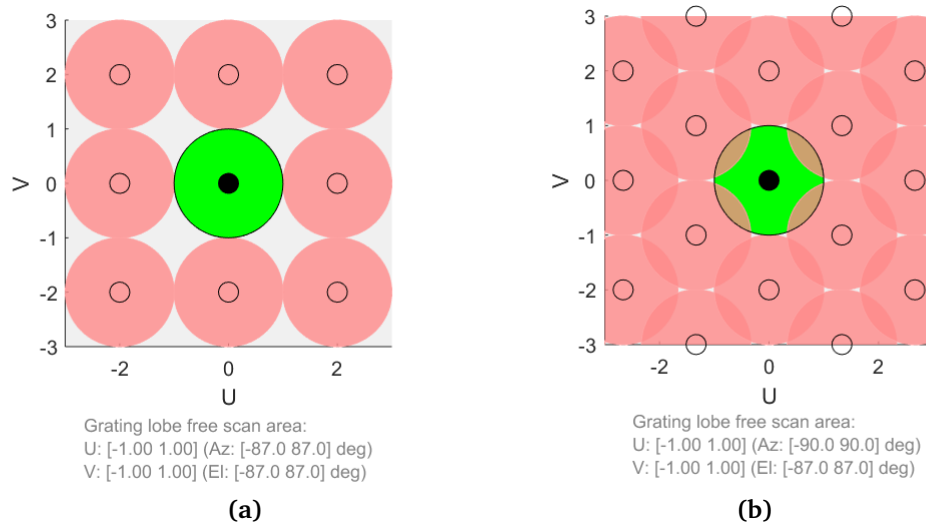 3
2
1
0
-1
-2
-3
V
-2
0
2
U
Grating lobe free scan area:
U: [-1.00 1.00] (Az: [-87.0 87.0] deg)
V: [-1.00 1.00] (El: [-87.0 87.0] deg)
(a)
3
2
1
0
-1
-2
-3
V
-2
0
2
U
Grating lobe free scan area:
U: [-1.00 1.00] (Az: [-90.0 90.0] deg)
V: [-1.00 1.00] (El: [-87.0 87.0] deg)
(b)